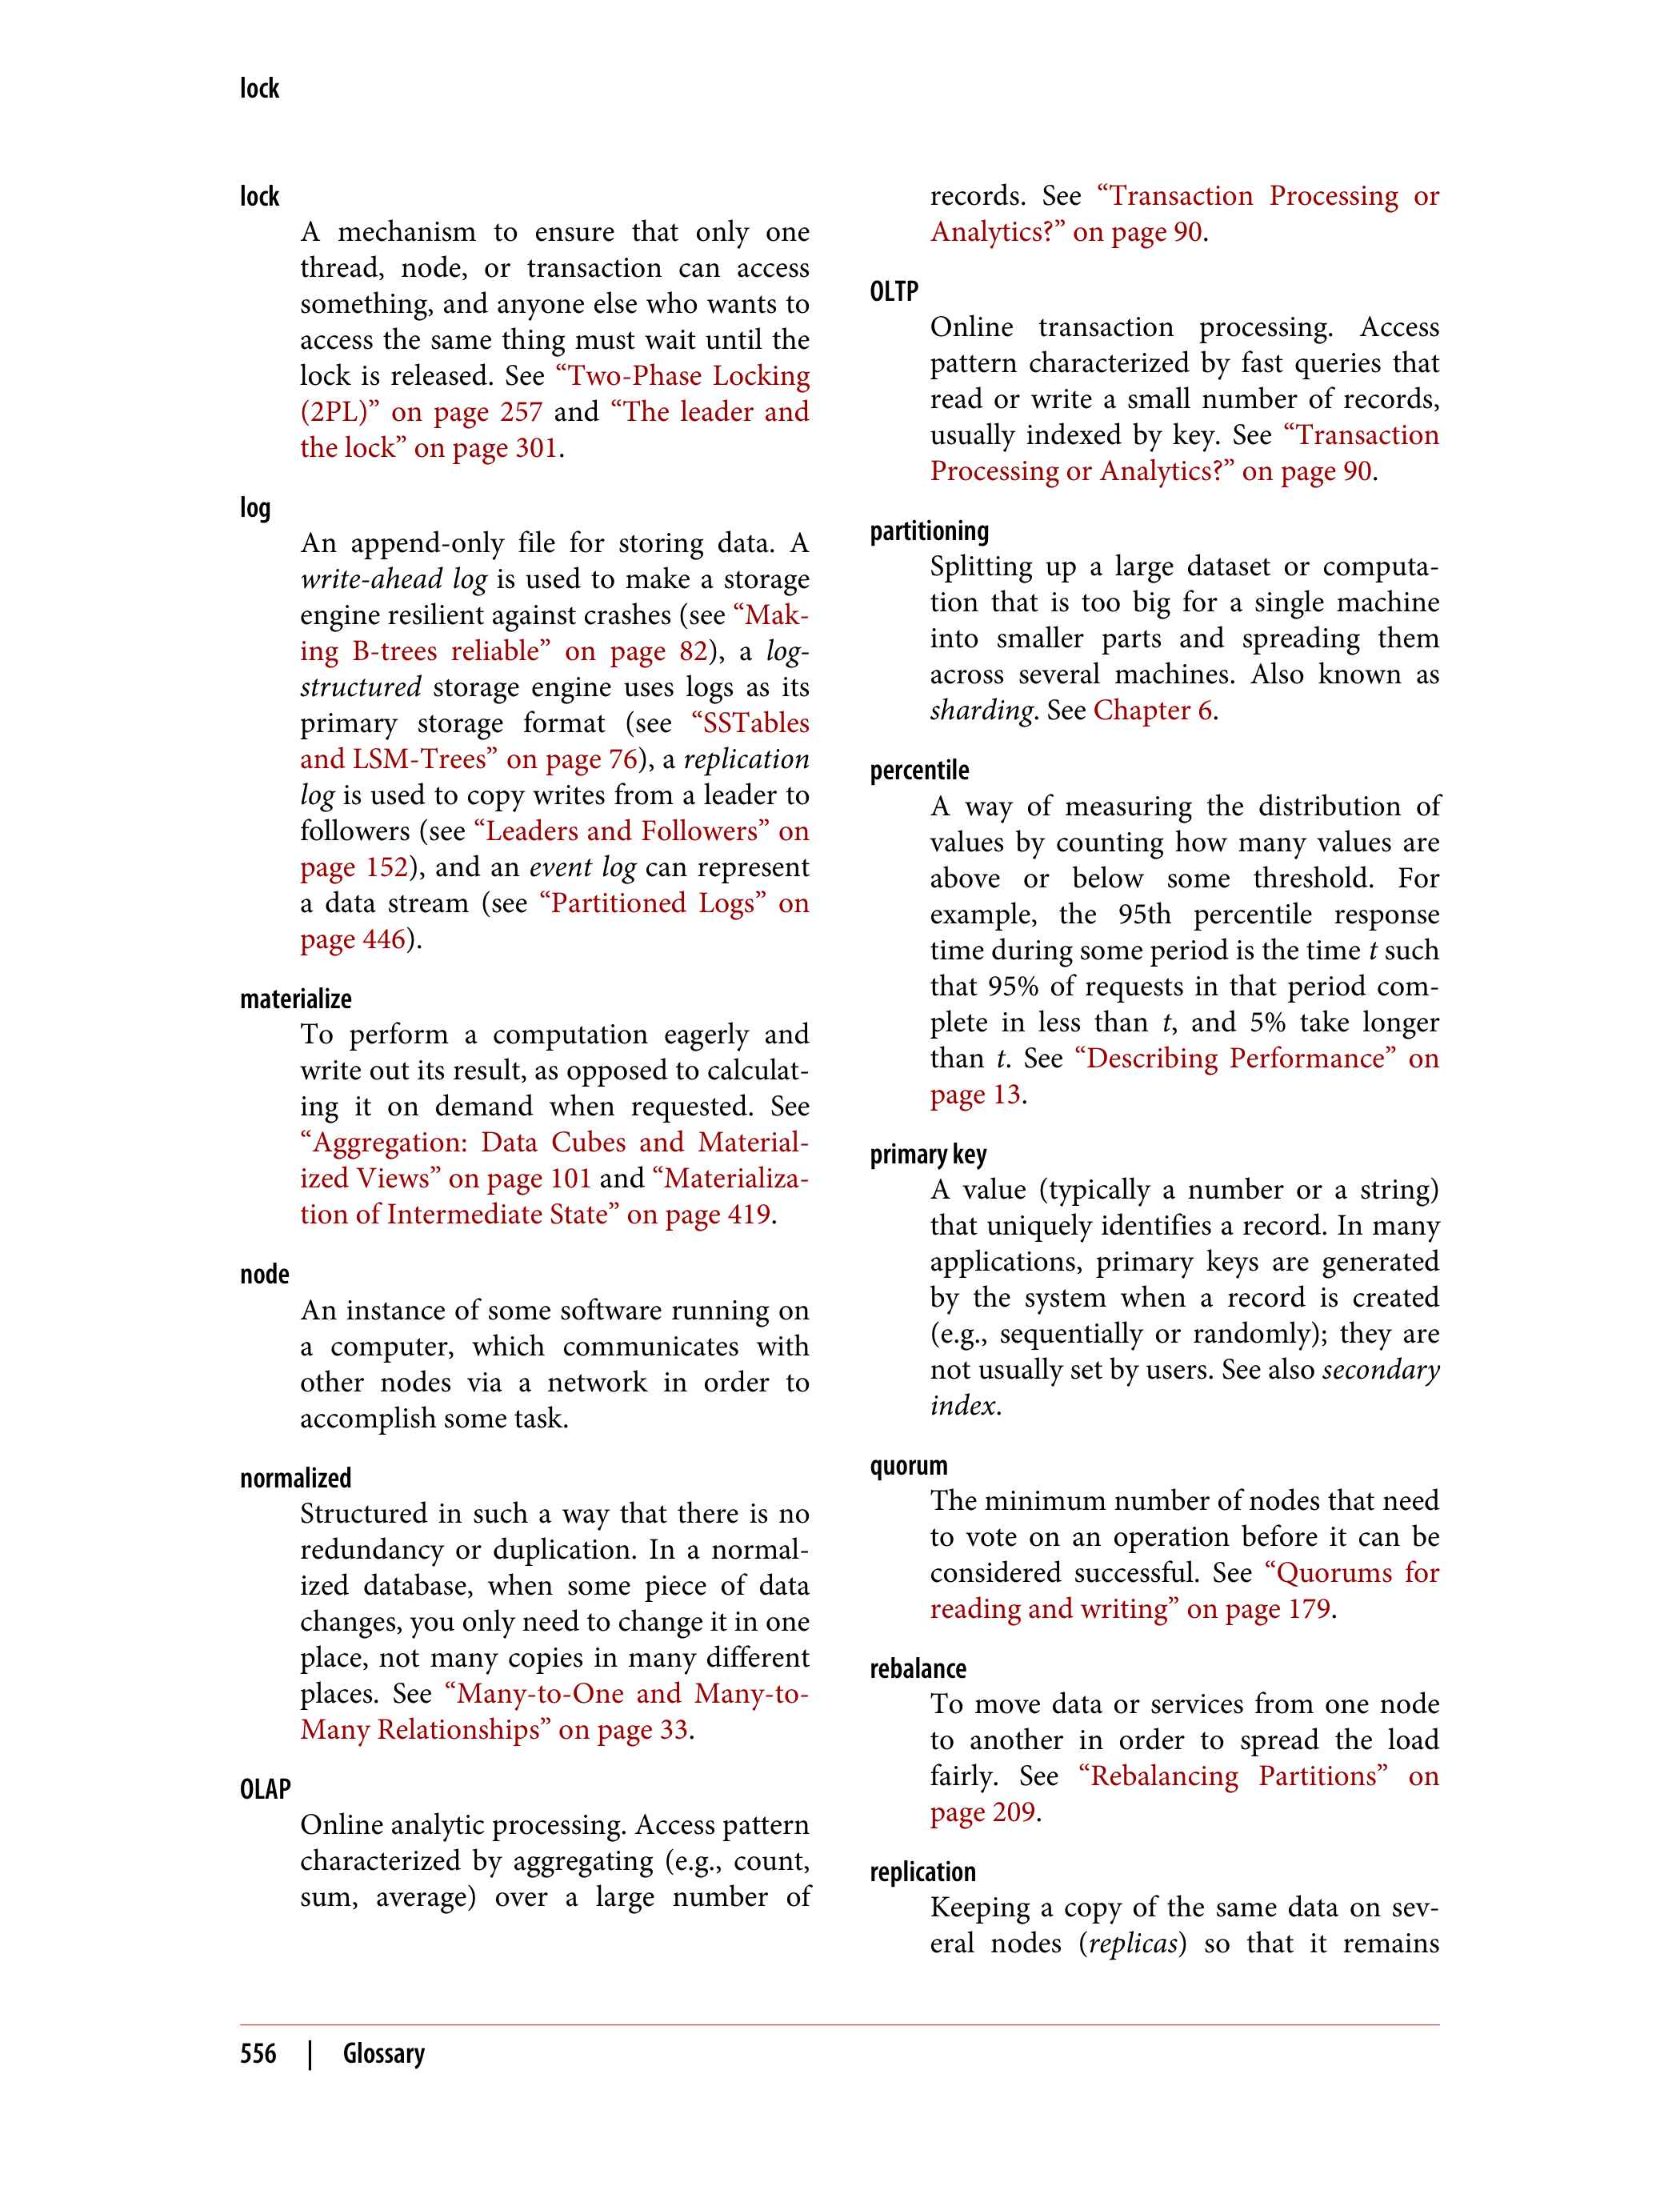 lock
lock
A mechanism to ensure that only one
thread, node, or transaction can access
something, and anyone else who wants to
access the same thing must wait until the
lock is released. See “Two-Phase Locking
(2PL)” on page 257 and “The leader and
the lock” on page 301.
log
An append-only file for storing data. A
write-ahead log is used to make a storage
engine resilient against crashes (see “Mak-
ing B-trees reliable” on page 82), a log-
structured storage engine uses logs as its
primary storage format (see “SSTables
and LSM-Trees” on page 76), a replication
log is used to copy writes from a leader to
followers (see “Leaders and Followers” on
page 152), and an event log can represent
a data stream (see “Partitioned Logs” on
page 446).
materialize
To perform a computation eagerly and
write out its result, as opposed to calculat-
ing it on demand when requested. See
“Aggregation: Data Cubes and Material-
ized Views” on page 101 and “Materializa-
tion of Intermediate State” on page 419.
node
An instance of some software running on
a computer, which communicates with
other nodes via a network in order to
accomplish some task.
normalized
Structured in such a way that there is no
redundancy or duplication. In a normal-
ized database, when some piece of data
changes, you only need to change it in one
place, not many copies in many different
places. See “Many-to-One and Many-to-
Many Relationships” on page 33.
OLAP
Online analytic processing. Access pattern
characterized by aggregating (e.g., count,
sum, average) over a large number of
records. See “Transaction Processing or
Analytics?” on page 90.
OLTP
Online transaction processing. Access
pattern characterized by fast queries that
read or write a small number of records,
usually indexed by key. See “Transaction
Processing or Analytics?” on page 90.
partitioning
Splitting up a large dataset or computa-
tion that is too big for a single machine
into smaller parts and spreading them
across several machines. Also known as
sharding. See Chapter 6.
percentile
A way of measuring the distribution of
values by counting how many values are
above or below some threshold. For
example, the 95th percentile response
time during some period is the time t such
that 95% of requests in that period com-
plete in less than t, and 5% take longer
than t. See “Describing Performance” on
page 13.
primary key
A value (typically a number or a string)
that uniquely identifies a record. In many
applications, primary keys are generated
by the system when a record is created
(e.g., sequentially or randomly); they are
not usually set by users. See also secondary
index.
quorum
The minimum number of nodes that need
to vote on an operation before it can be
considered successful. See “Quorums for
reading and writing” on page 179.
rebalance
To move data or services from one node
to another in order to spread the load
fairly. See “Rebalancing Partitions” on
page 209.
replication
Keeping a copy of the same data on sev-
eral nodes (replicas) so that it remains
556 | Glossary